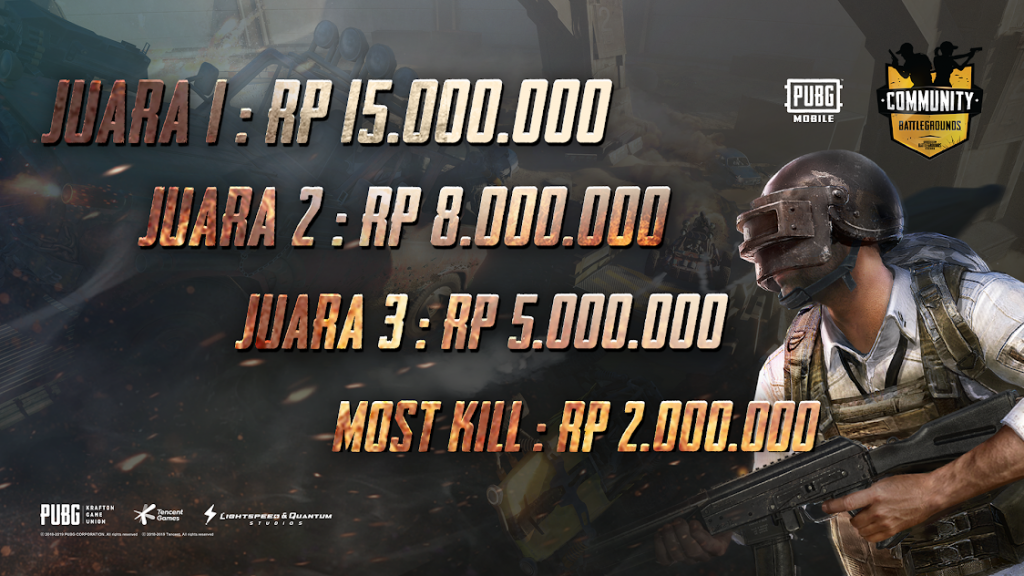 JUARA 1 : RP 15.000.000
JUARA 2 : RP 8.000.000
JUARA 3 : RP 5.000.000
MOST KILL : RP 2.000.000
PUBG
MOBILE
COMMUNITY
BATTLEGROUNDS
PUBG
KRAFTON
GAME
UNION
Tencent
Games
LIGHTSPEED & QUANTUM
STUDIOS